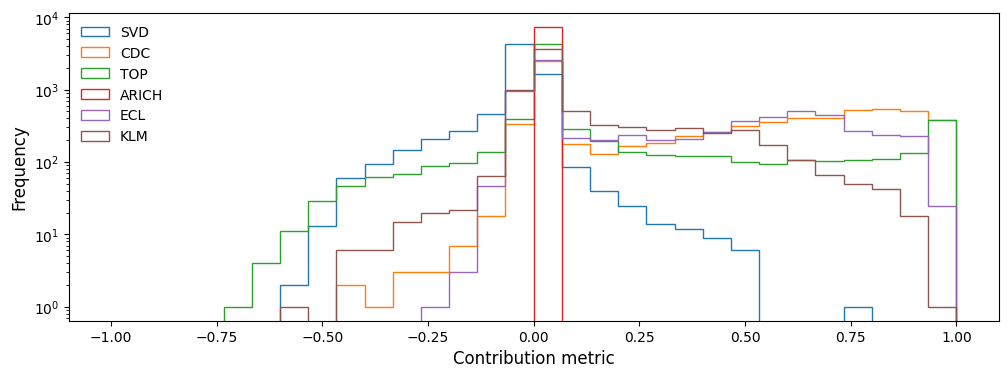 10⁴
10³
10²
10¹
10⁰
Frequency
SVD
CDC
TOP
ARICH
ECL
KLM
−1.00 −0.75 −0.50 −0.25 0.00 0.25 0.50 0.75 1.00
Contribution metric